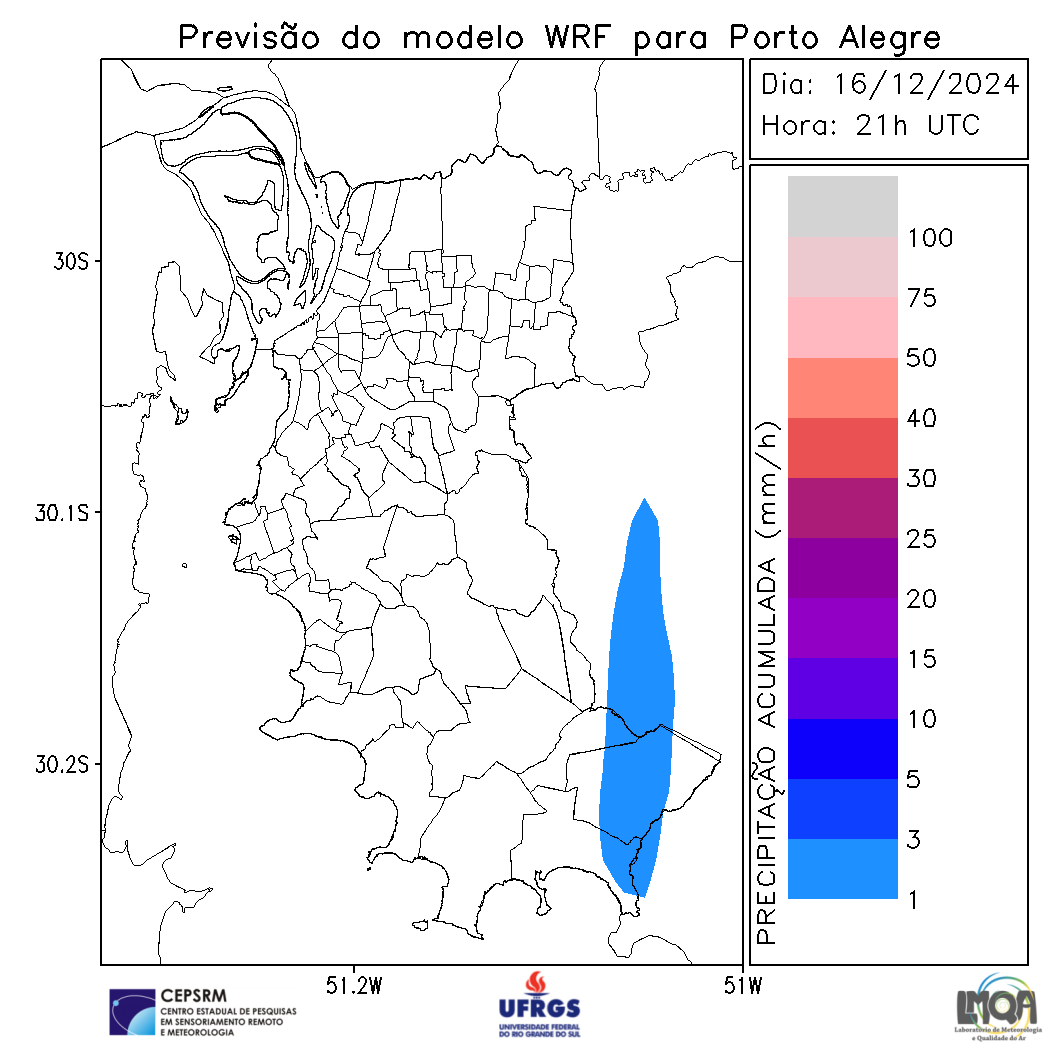 Previsão do modelo WRF para Porto Alegre
Dia: 16/12/2024
Hora: 21h UTC
30S
30.1S
30.2S
51.2W
51W
PRECIPITAÇÃO ACUMULADA (mm/h)
100
75
50
40
30
25
20
15
10
5
3
1
CEPSRM
CENTRO ESTADUAL DE PESQUISAS
EM SENSORIAMENTO REMOTO
E METEOROLOGIA
UFRGS
UNIVERSIDADE FEDERAL
DO RIO GRANDE DO SUL
LMQA
Laboratório de Meteorologia
e Qualidade do Ar